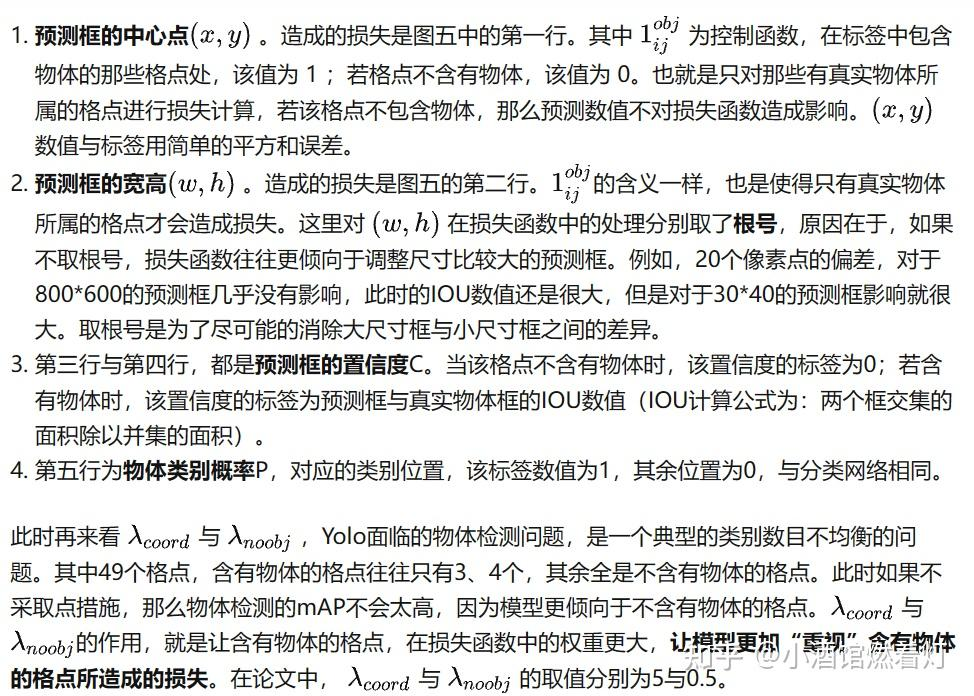 1. 预测框的中心点(x, y) 。造成的损失是图五中的第一行。其中 1_{ij}^{obj} 为控制函数，在标签中包含
物体的那些格点处，该值为 1 ；若格点不含有物体，该值为 0。也就是只对那些有真实物体所
属的格点进行损失计算，若该格点不包含物体，那么预测数值不对损失函数造成影响。(x, y)
数值与标签用简单的平方和误差。
2. 预测框的宽高(w, h) 。造成的损失是图五的第二行。1_{ij}^{obj}的含义一样，也是使得只有真实物体
所属的格点才会造成损失。这里对 (w, h) 在损失函数中的处理分别取了根号，原因在于，如果
不取根号，损失函数往往更倾向于调整尺寸比较大的预测框。例如，20个像素点的偏差，对于
800*600的预测框几乎没有影响，此时的IOU数值还是很大，但是对于30*40的预测框影响就很
大。取根号是为了尽可能的消除大尺寸框与小尺寸框之间的差异。
3. 第三行与第四行，都是预测框的置信度C。当该格点不含有物体时，该置信度的标签为0；若含
有物体时，该置信度的标签为预测框与真实物体框的IOU数值（IOU计算公式为：两个框交集的
面积除以并集的面积）。
4. 第五行为物体类别概率P，对应的类别位置，该标签数值为1，其余位置为0，与分类网络相同。
此时再来看 λ_{coord} 与 λ_{noobj} ，Yolo面临的物体检测问题，是一个典型的类别数目不均衡的问
题。其中49个格点，含有物体的格点往往只有3、4个，其余全是不含有物体的格点。此时如果不
采取点措施，那么物体检测的mAP不会太高，因为模型更倾向于不含有物体的格点。λ_{coord} 与
λ_{noobj}的作用，就是让含有物体的格点，在损失函数中的权重更大，让模型更加“重视”含有物体
的格点所造成的损失。在论文中， λ_{coord} 与 λ_{noobj} 的取值分别为5与0.5。
知乎 @小酒馆燃着灯